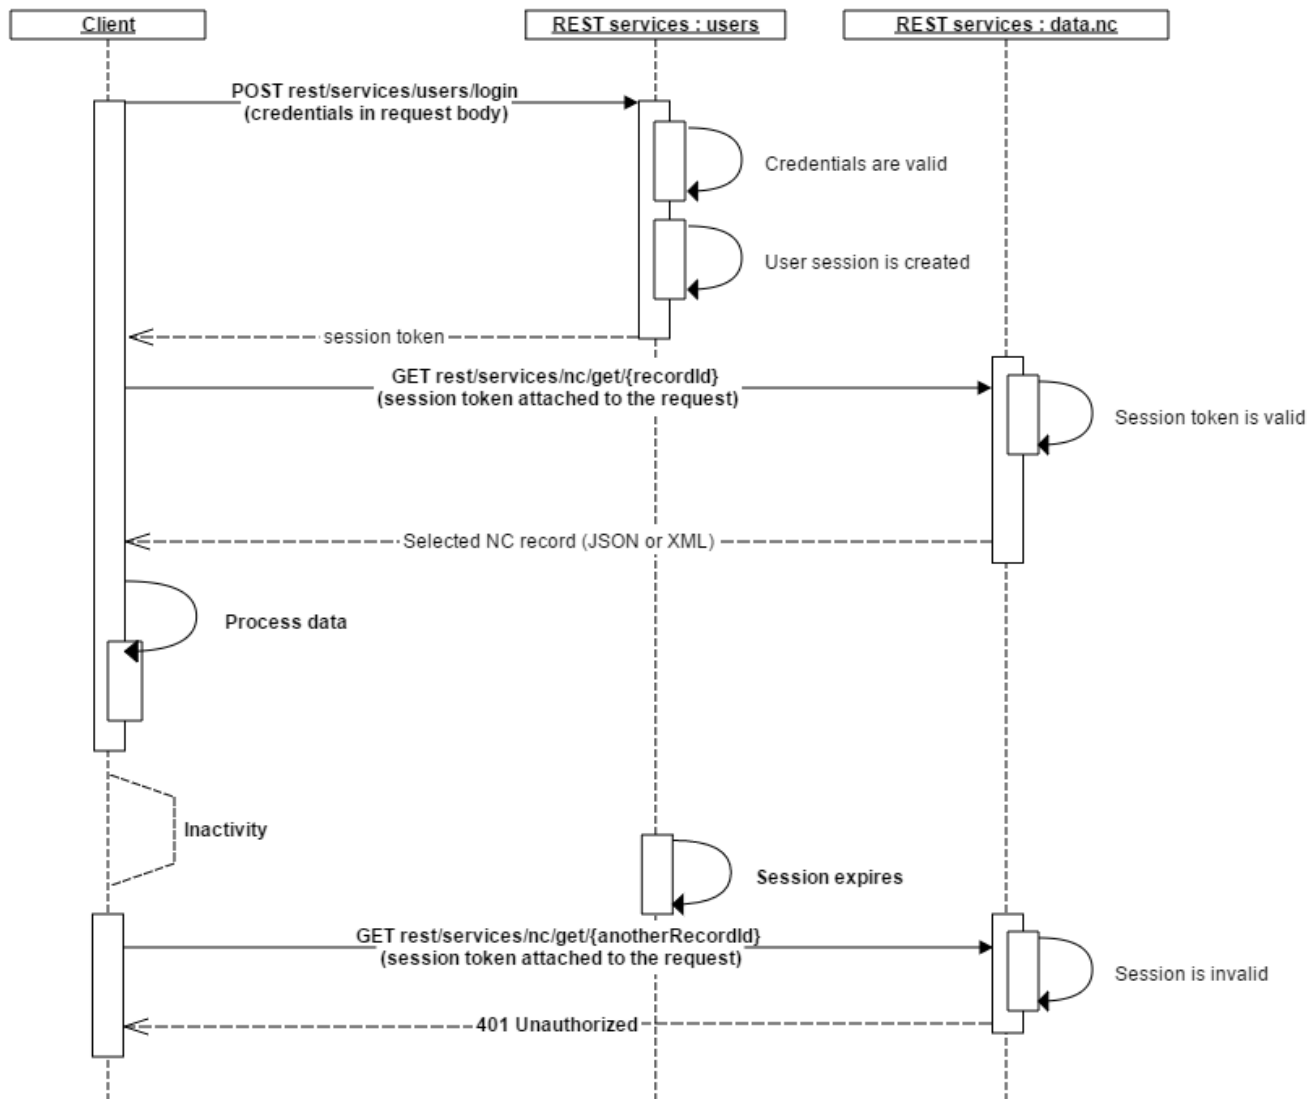 Client
REST services : users
REST services : data.nc
POST rest/services/users/login
(credentials in request body)
Credentials are valid
User session is created
session token
GET rest/services/nc/get/{recordId}
(session token attached to the request)
Session token is valid
Selected NC record (JSON or XML)
Process data
Inactivity
Session expires
GET rest/services/nc/get/{anotherRecordId}
(session token attached to the request)
Session is invalid
401 Unauthorized